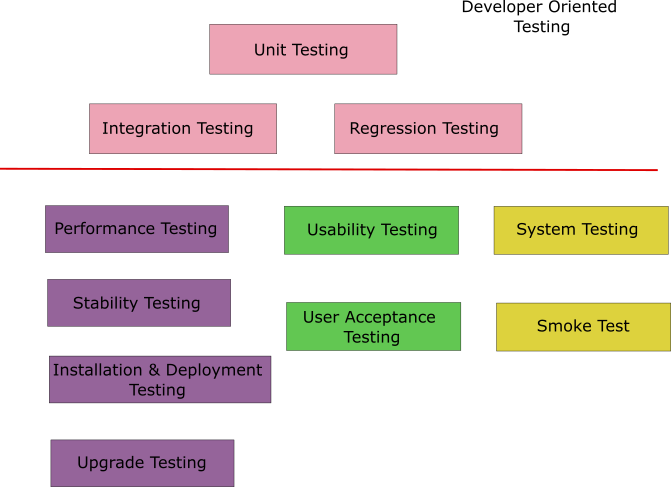 Developer Oriented
Testing
Unit Testing
Integration Testing
Regression Testing
Performance Testing
Usability Testing
System Testing
Stability Testing
User Acceptance
Testing
Smoke Test
Installation & Deployment
Testing
Upgrade Testing